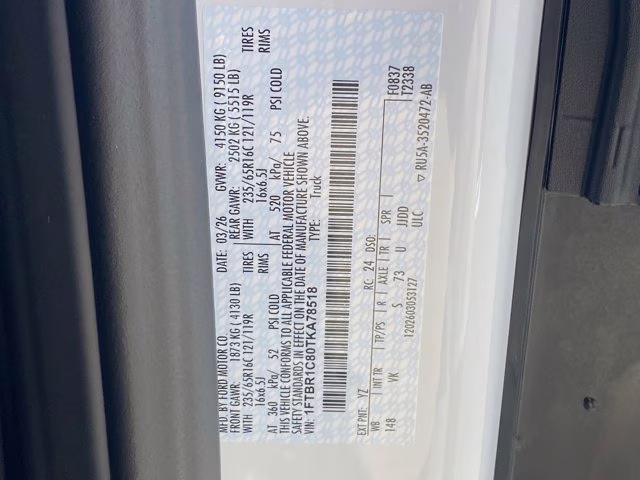 MFD. BY FORD MOTOR CO.
DATE: 03/26 GVWR: 4150 KG ( 9150 LB)
FRONT GAWR: 1873 KG ( 4130 LB) REAR GAWR: 2502 KG ( 5515 LB)
WITH 235/65R16C 121/119R TIRES WITH 235/65R16C 121/119R TIRES
16x6.5J RIMS 16x6.5J RIMS
AT 360 kPa/ 52 PSI COLD AT 520 kPa/ 75 PSI COLD
THIS VEHICLE CONFORMS TO ALL APPLICABLE FEDERAL MOTOR VEHICLE
SAFETY STANDARDS IN EFFECT ON THE DATE OF MANUFACTURE SHOWN ABOVE.
VIN: 1FTBR1C80TKA78518 TYPE: Truck
EXT PNT: YZ RC: 24 DSO: F0837
WB INT TR TP/PS R AXLE TR SPR T2338
148 VK S 73 U JJDD
1202603053127 ULC
RU5A-3520472-AB